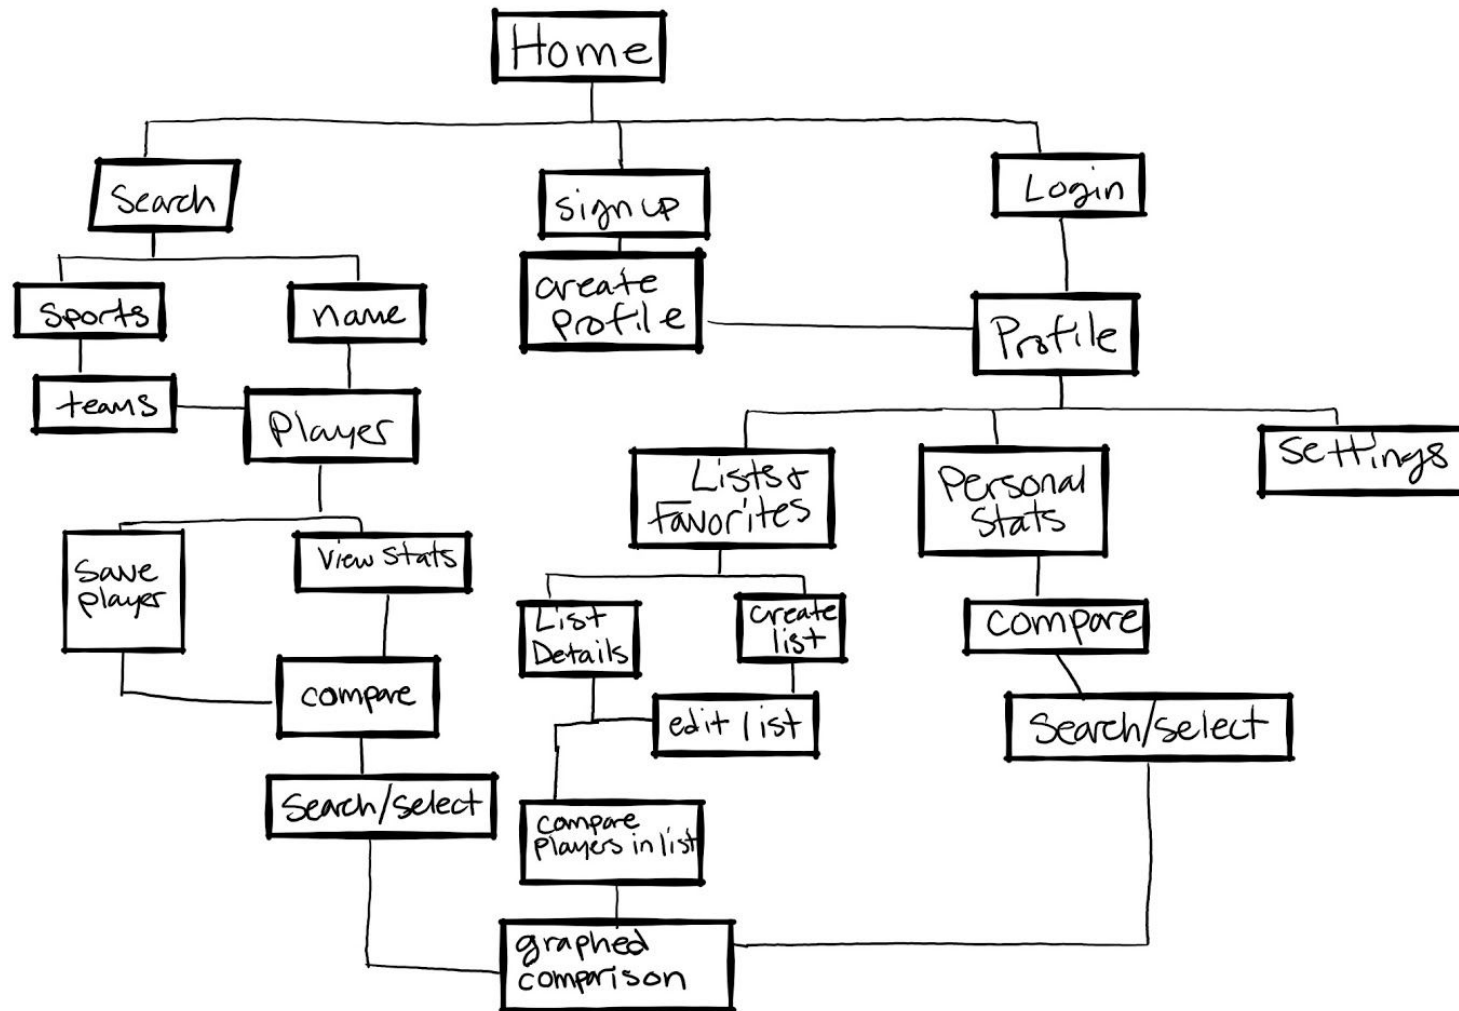 Home
Search
sign up
Login
Sports
name
create
profile
Profile
teams
Player
Lists +
Favorites
Personal
Stats
Settings
Save
player
View Stats
List
Details
create
list
compare
compare
edit list
Search/select
Search/select
compare
players in list
graphed
comparison